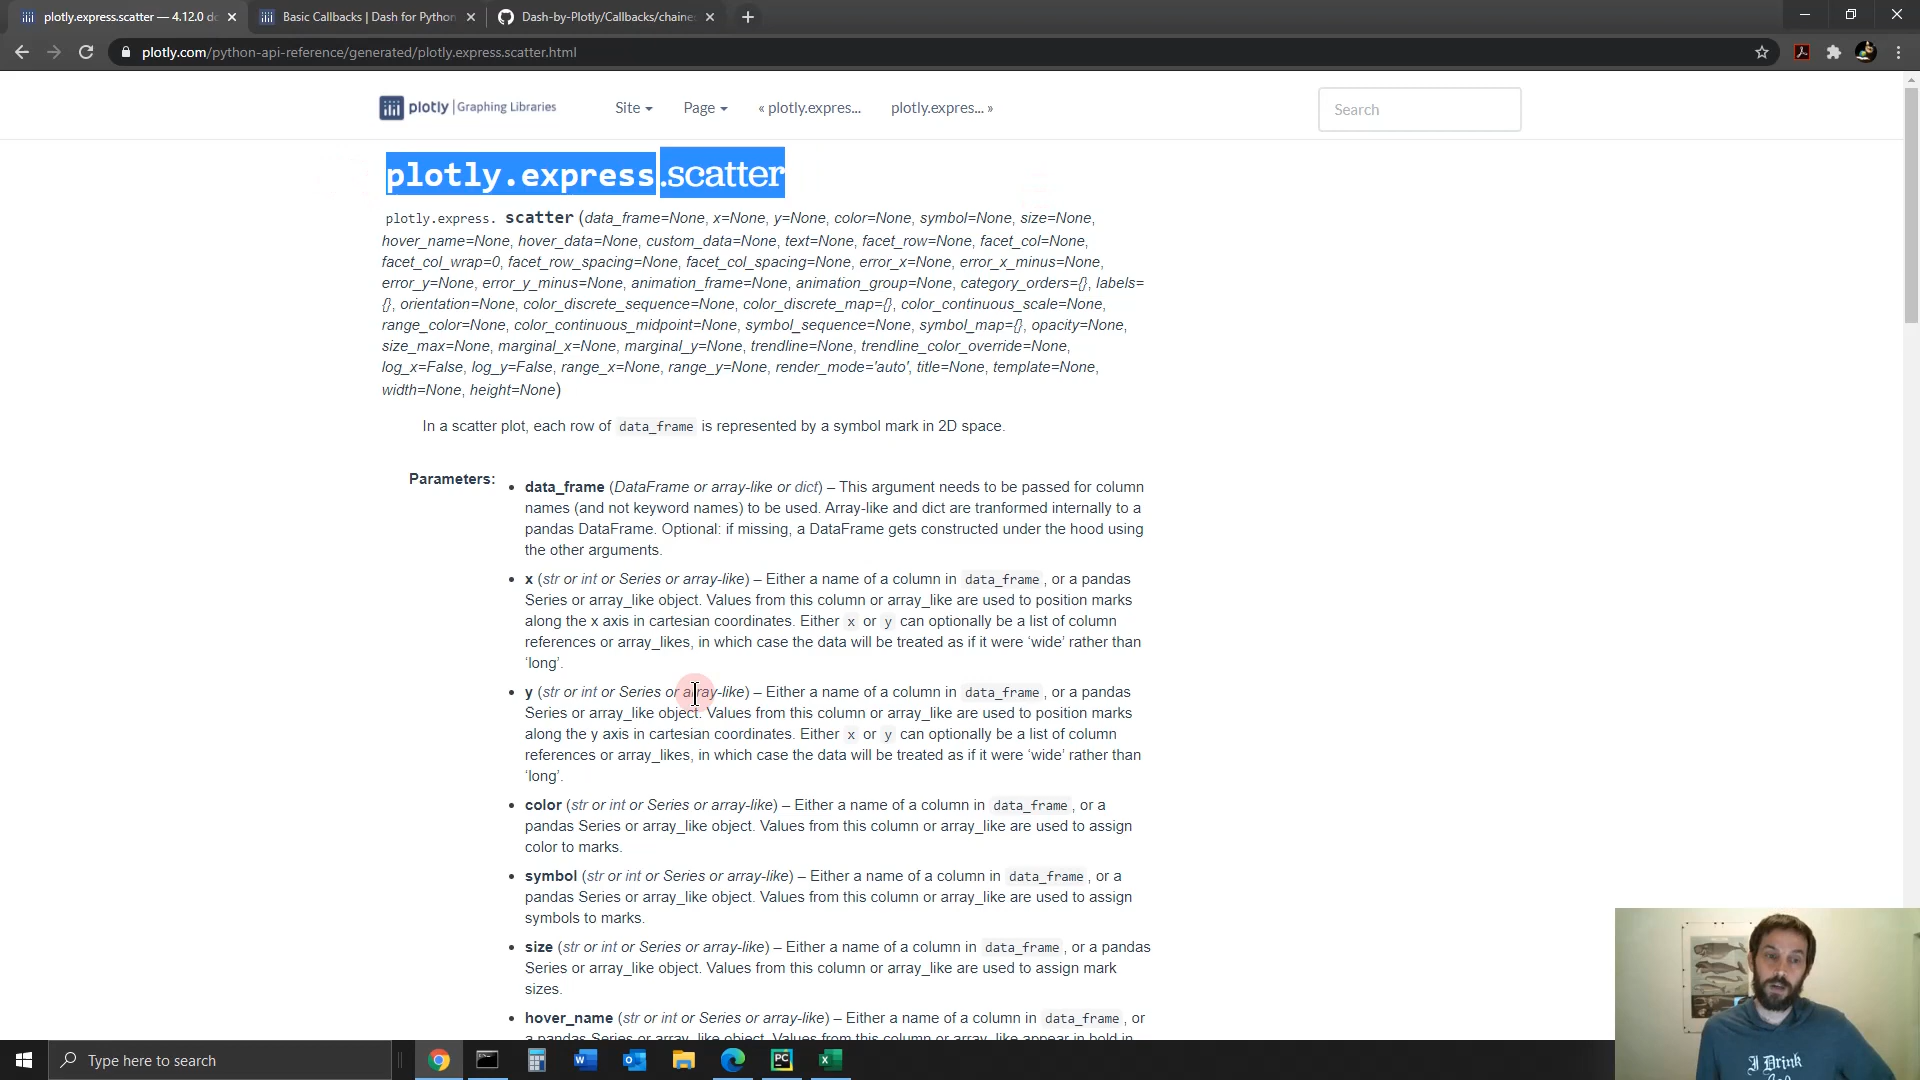 plotly.express.scatter — 4.12.0 do
Basic Callbacks | Dash for Python
Dash-by-Plotly/Callbacks/chaine
plotly.com/python-api-reference/generated/plotly.express.scatter.html
plotly | Graphing Libraries
Site
Page
« plotly.expres...
plotly.expres... »
Search
plotly.express.scatter
plotly.express. scatter (data_frame=None, x=None, y=None, color=None, symbol=None, size=None,
hover_name=None, hover_data=None, custom_data=None, text=None, facet_row=None, facet_col=None,
facet_col_wrap=0, facet_row_spacing=None, facet_col_spacing=None, error_x=None, error_x_minus=None,
error_y=None, error_y_minus=None, animation_frame=None, animation_group=None, category_orders={}, labels=
{}, orientation=None, color_discrete_sequence=None, color_discrete_map={}, color_continuous_scale=None,
range_color=None, color_continuous_midpoint=None, symbol_sequence=None, symbol_map={}, opacity=None,
size_max=None, marginal_x=None, marginal_y=None, trendline=None, trendline_color_override=None,
log_x=False, log_y=False, range_x=None, range_y=None, render_mode='auto', title=None, template=None,
width=None, height=None)
In a scatter plot, each row of data_frame is represented by a symbol mark in 2D space.
Parameters:
• data_frame (DataFrame or array-like or dict) – This argument needs to be passed for column
names (and not keyword names) to be used. Array-like and dict are tranformed internally to a
pandas DataFrame. Optional: if missing, a DataFrame gets constructed under the hood using
the other arguments.
• x (str or int or Series or array-like) – Either a name of a column in data_frame, or a pandas
Series or array_like object. Values from this column or array_like are used to position marks
along the x axis in cartesian coordinates. Either x or y can optionally be a list of column
references or array_likes, in which case the data will be treated as if it were ‘wide’ rather than
‘long’.
• y (str or int or Series or array-like) – Either a name of a column in data_frame, or a pandas
Series or array_like object. Values from this column or array_like are used to position marks
along the y axis in cartesian coordinates. Either x or y can optionally be a list of column
references or array_likes, in which case the data will be treated as if it were ‘wide’ rather than
‘long’.
• color (str or int or Series or array-like) – Either a name of a column in data_frame, or a
pandas Series or array_like object. Values from this column or array_like are used to assign
color to marks.
• symbol (str or int or Series or array-like) – Either a name of a column in data_frame, or a
pandas Series or array_like object. Values from this column or array_like are used to assign
symbols to marks.
• size (str or int or Series or array-like) – Either a name of a column in data_frame, or a pandas
Series or array_like object. Values from this column or array_like are used to assign mark
sizes.
• hover_name (str or int or Series or array-like) – Either a name of a column in data_frame, or
a pandas Series or array_like object. Values from this column or array_like appear in bold in
Type here to search
I Drink